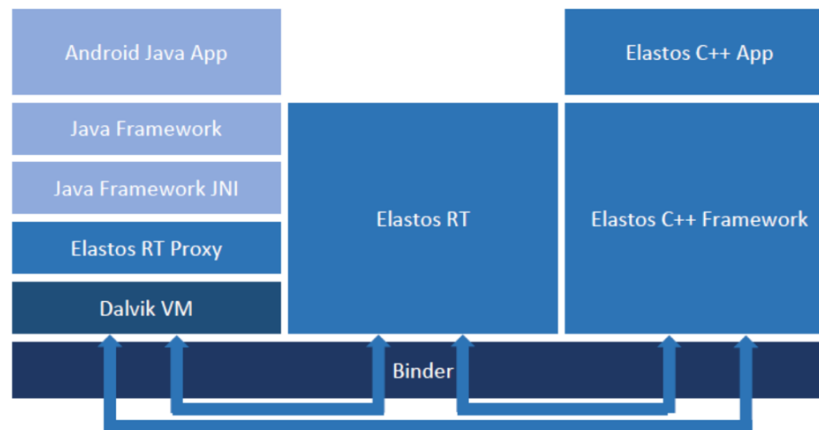 Android Java App
Elastos C++ App
Java Framework
Java Framework JNI
Elastos RT
Elastos C++ Framework
Elastos RT Proxy
Dalvik VM
Binder